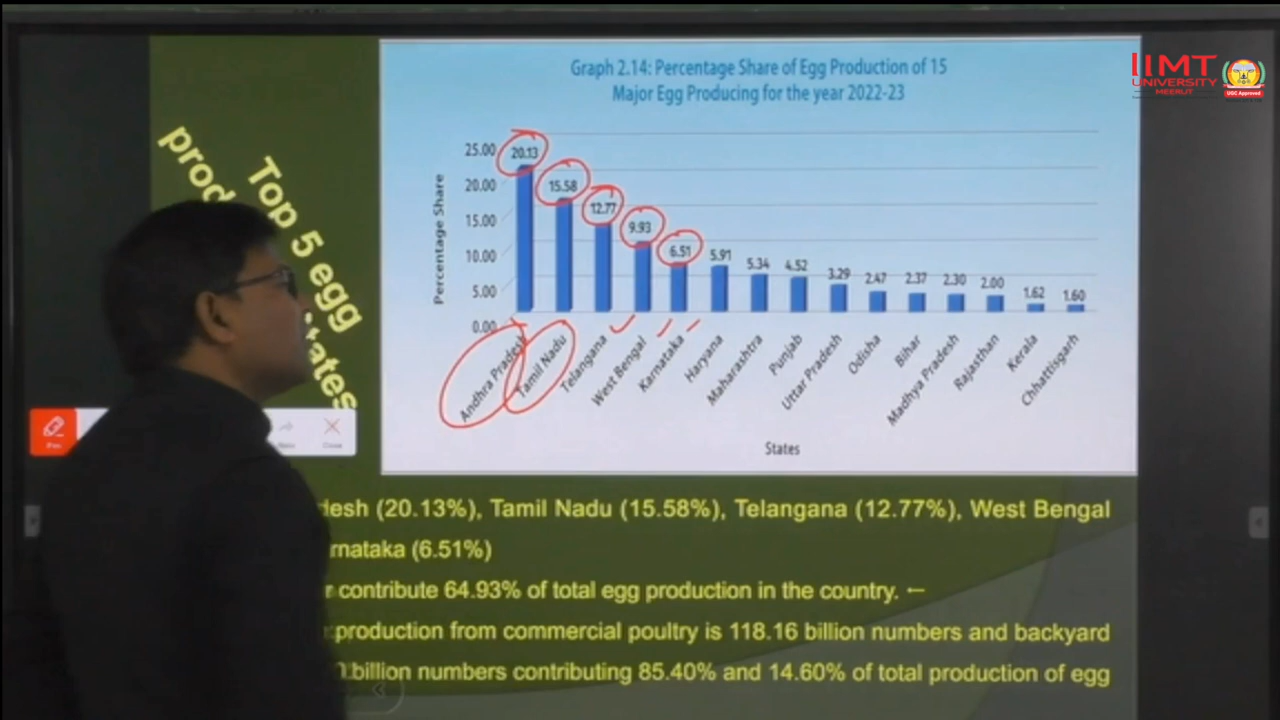 Graph 2.14: Percentage Share of Egg Production of 15
Major Egg Producing for the year 2022-23
IIMT
UNIVERSITY
MEERUT
UGC Approved
Top 5 egg
prod
tates
Percentage Share
25.00
20.00
15.00
10.00
5.00
0.00
20.13
15.58
12.77
9.93
6.51
5.91
5.34
4.52
3.29
2.47
2.37
2.30
2.00
1.62
1.60
Andhra Pradesh
Tamil Nadu
Telangana
West Bengal
Karnataka
Haryana
Maharashtra
Punjab
Uttar Pradesh
Odisha
Bihar
Madhya Pradesh
Rajasthan
Kerala
Chhattisgarh
States
Pen
Close
desh (20.13%), Tamil Nadu (15.58%), Telangana (12.77%), West Bengal
rnataka (6.51%)
r contribute 64.93% of total egg production in the country.
production from commercial poultry is 118.16 billion numbers and backyard
billion numbers contributing 85.40% and 14.60% of total production of egg